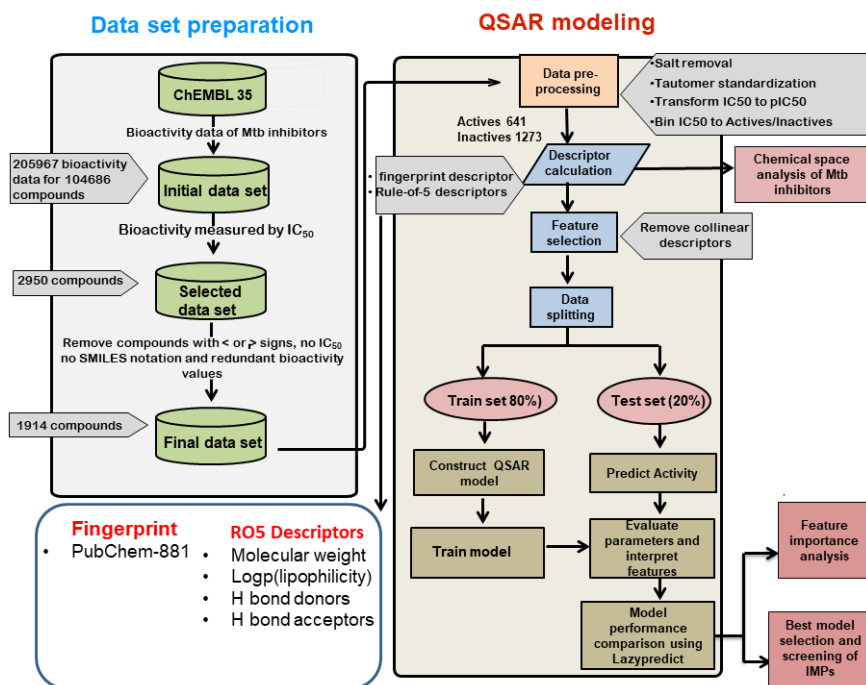 Data set preparation
ChEMBL 35
Bioactivity data of Mtb inhibitors
205967 bioactivity
data for 104686
compounds
Initial data set
Bioactivity measured by IC50
2950 compounds
Selected
data set
Remove compounds with < or > signs, no IC50
no SMILES notation and redundant bioactivity
values
1914 compounds
Final data set
Fingerprint
• PubChem-881
RO5 Descriptors
• Molecular weight
• Logp(lipophilicity)
• H bond donors
• H bond acceptors
QSAR modeling
Data pre-
processing
•Salt removal
•Tautomer standardization
•Transform IC50 to pIC50
•Bin IC50 to Actives/Inactives
Actives 641
Inactives 1273
• fingerprint descriptor
• Rule-of-5 descriptors
Descriptor
calculation
Chemical space
analysis of Mtb
inhibitors
Feature
selection
Remove collinear
descriptors
Data
splitting
Train set 80%)
Test set (20%)
Construct QSAR
model
Predict Activity
Train model
Evaluate
parameters and
interpret
features
Model
performance
comparison using
Lazypredict
Feature
importance
analysis
Best model
selection and
screening of
IMPs